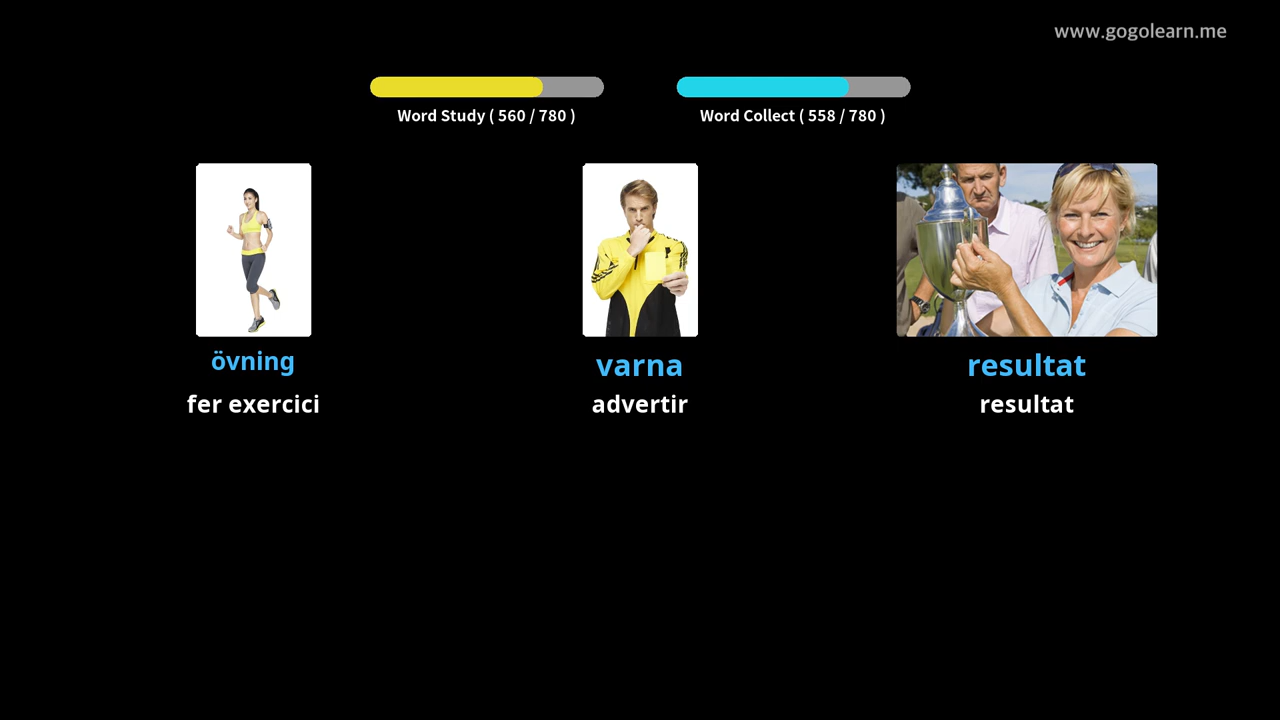 www.gogolearn.me
Word Study ( 560 / 780 )
Word Collect ( 558 / 780 )
övning
varna
resultat
fer exercici
advertir
resultat